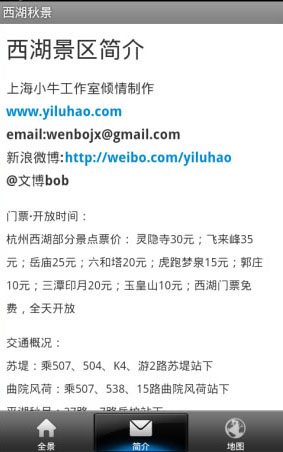 西湖秋景
西湖景区简介
上海小牛工作室倾情制作
www.yiluhao.com
email:wenbojx@gmail.com
新浪微博:http://weibo.com/yiluhao
@文博bob
门票·开放时间：
杭州西湖部分景点票价： 灵隐寺30元；飞来峰35
元；岳庙25元；六和塔20元；虎跑梦泉15元；郭庄
10元；三潭印月20元；玉皇山10元；西湖门票免
费，全天开放
交通概况：
苏堤：乘507、504、K4、游2路苏堤站下
曲院风荷：乘507、538、15路曲院风荷站下
全景
简介
地图